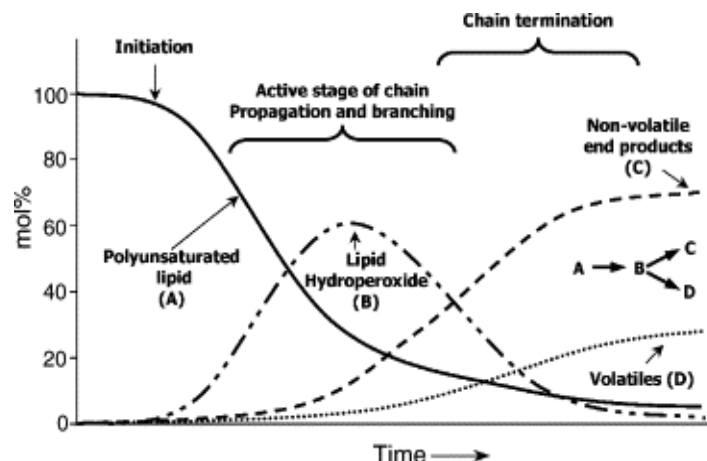 Chain termination
Initiation
Active stage of chain
Propagation and branching
Non-volatile
end products
(C)
100
80
60
40
20
0
mol%
Polyunsaturated
lipid
(A)
Lipid
Hydroperoxide
(B)
A
B
C
D
Volatiles (D)
Time